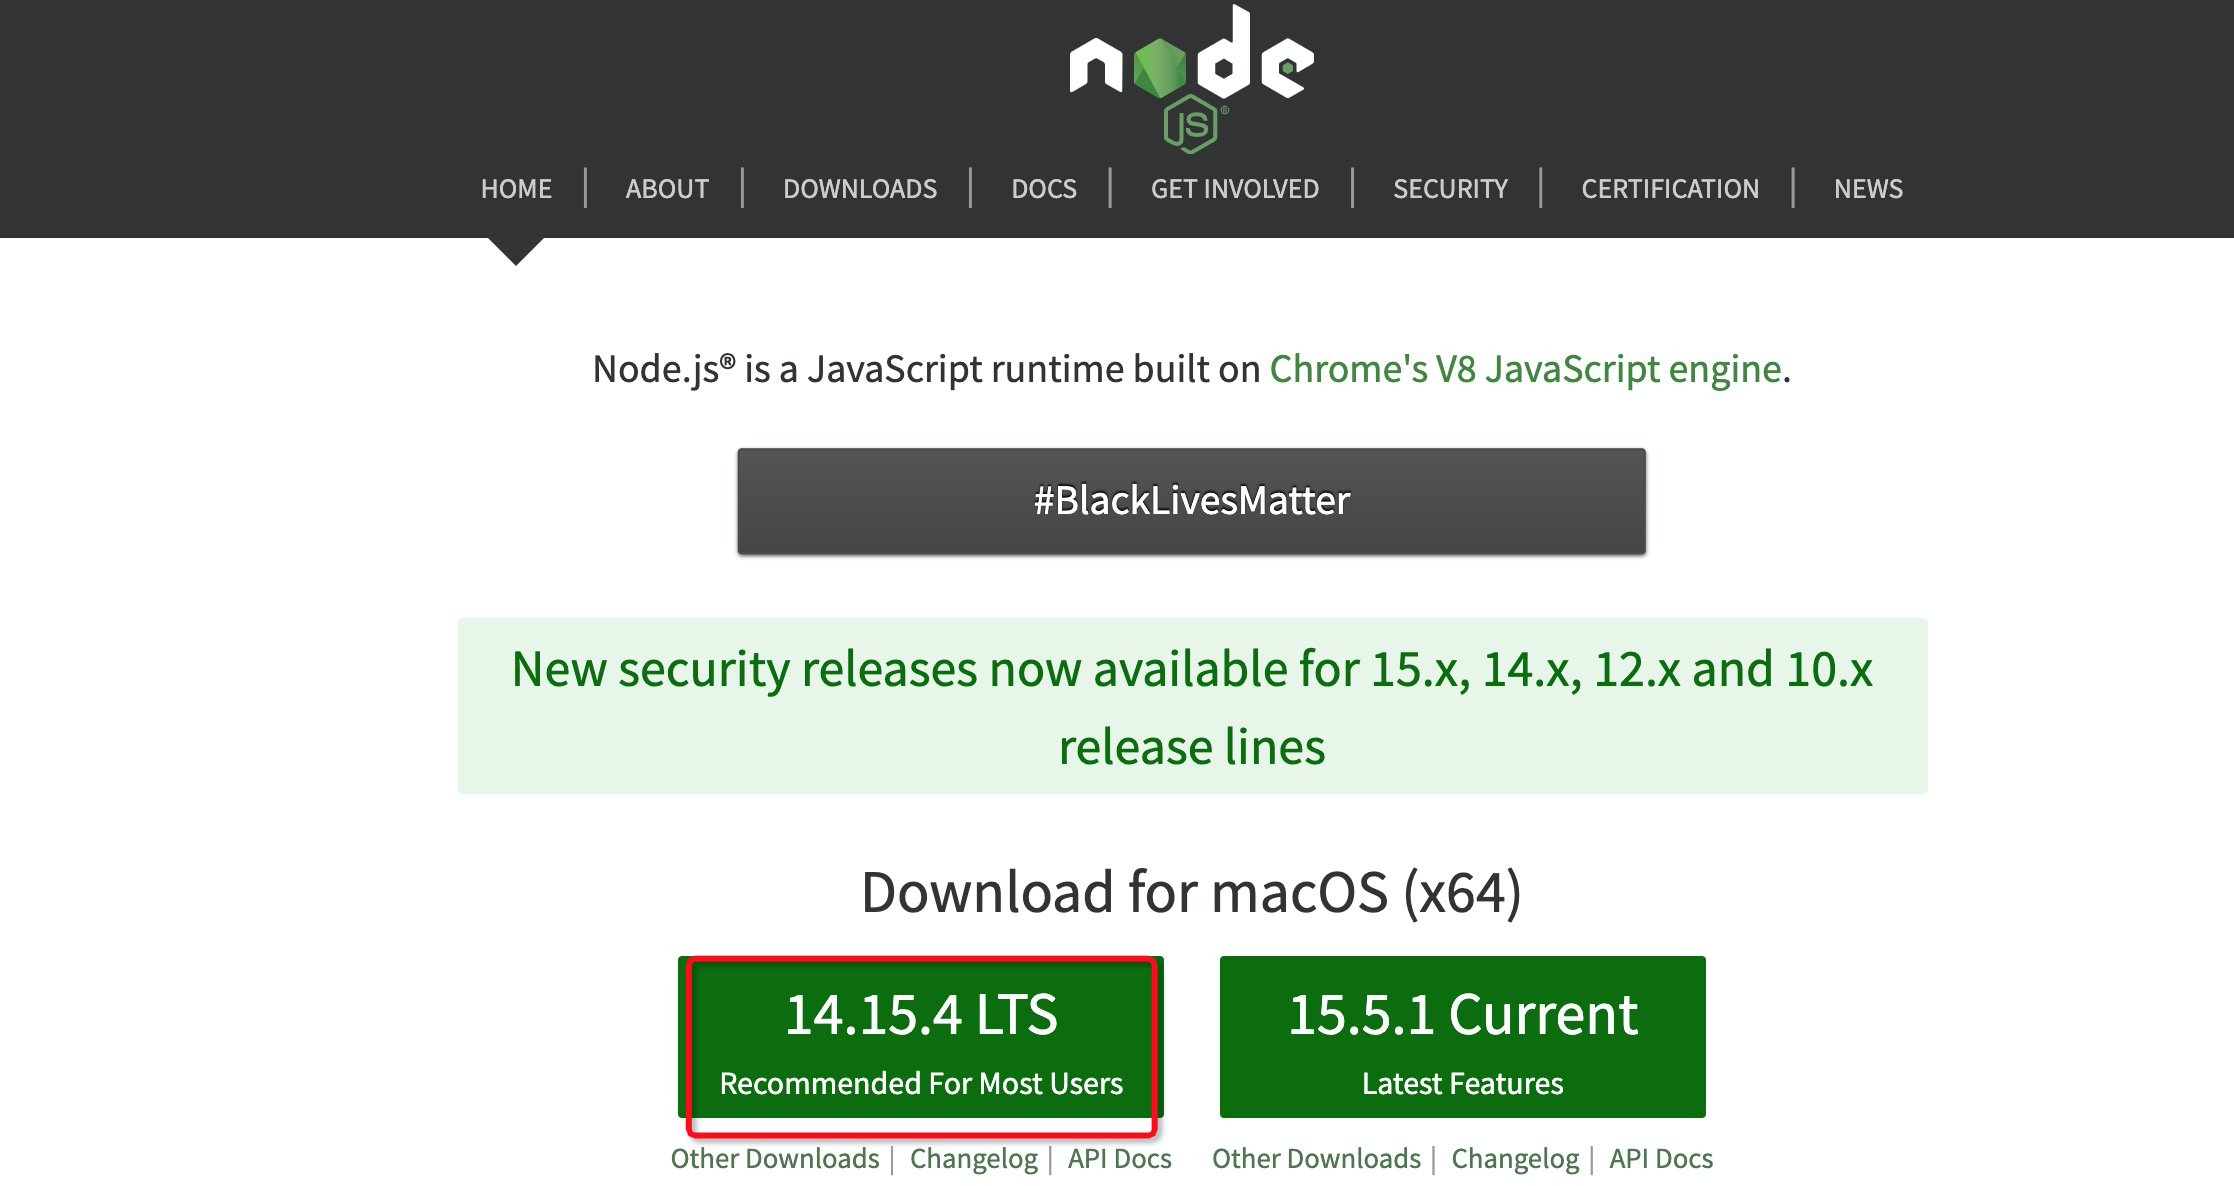 node
JS®
HOME | ABOUT | DOWNLOADS | DOCS | GET INVOLVED | SECURITY | CERTIFICATION | NEWS
Node.js® is a JavaScript runtime built on Chrome's V8 JavaScript engine.
#BlackLivesMatter
New security releases now available for 15.x, 14.x, 12.x and 10.x
release lines
Download for macOS (x64)
14.15.4 LTS
Recommended For Most Users
15.5.1 Current
Latest Features
Other Downloads | Changelog | API Docs
Other Downloads | Changelog | API Docs